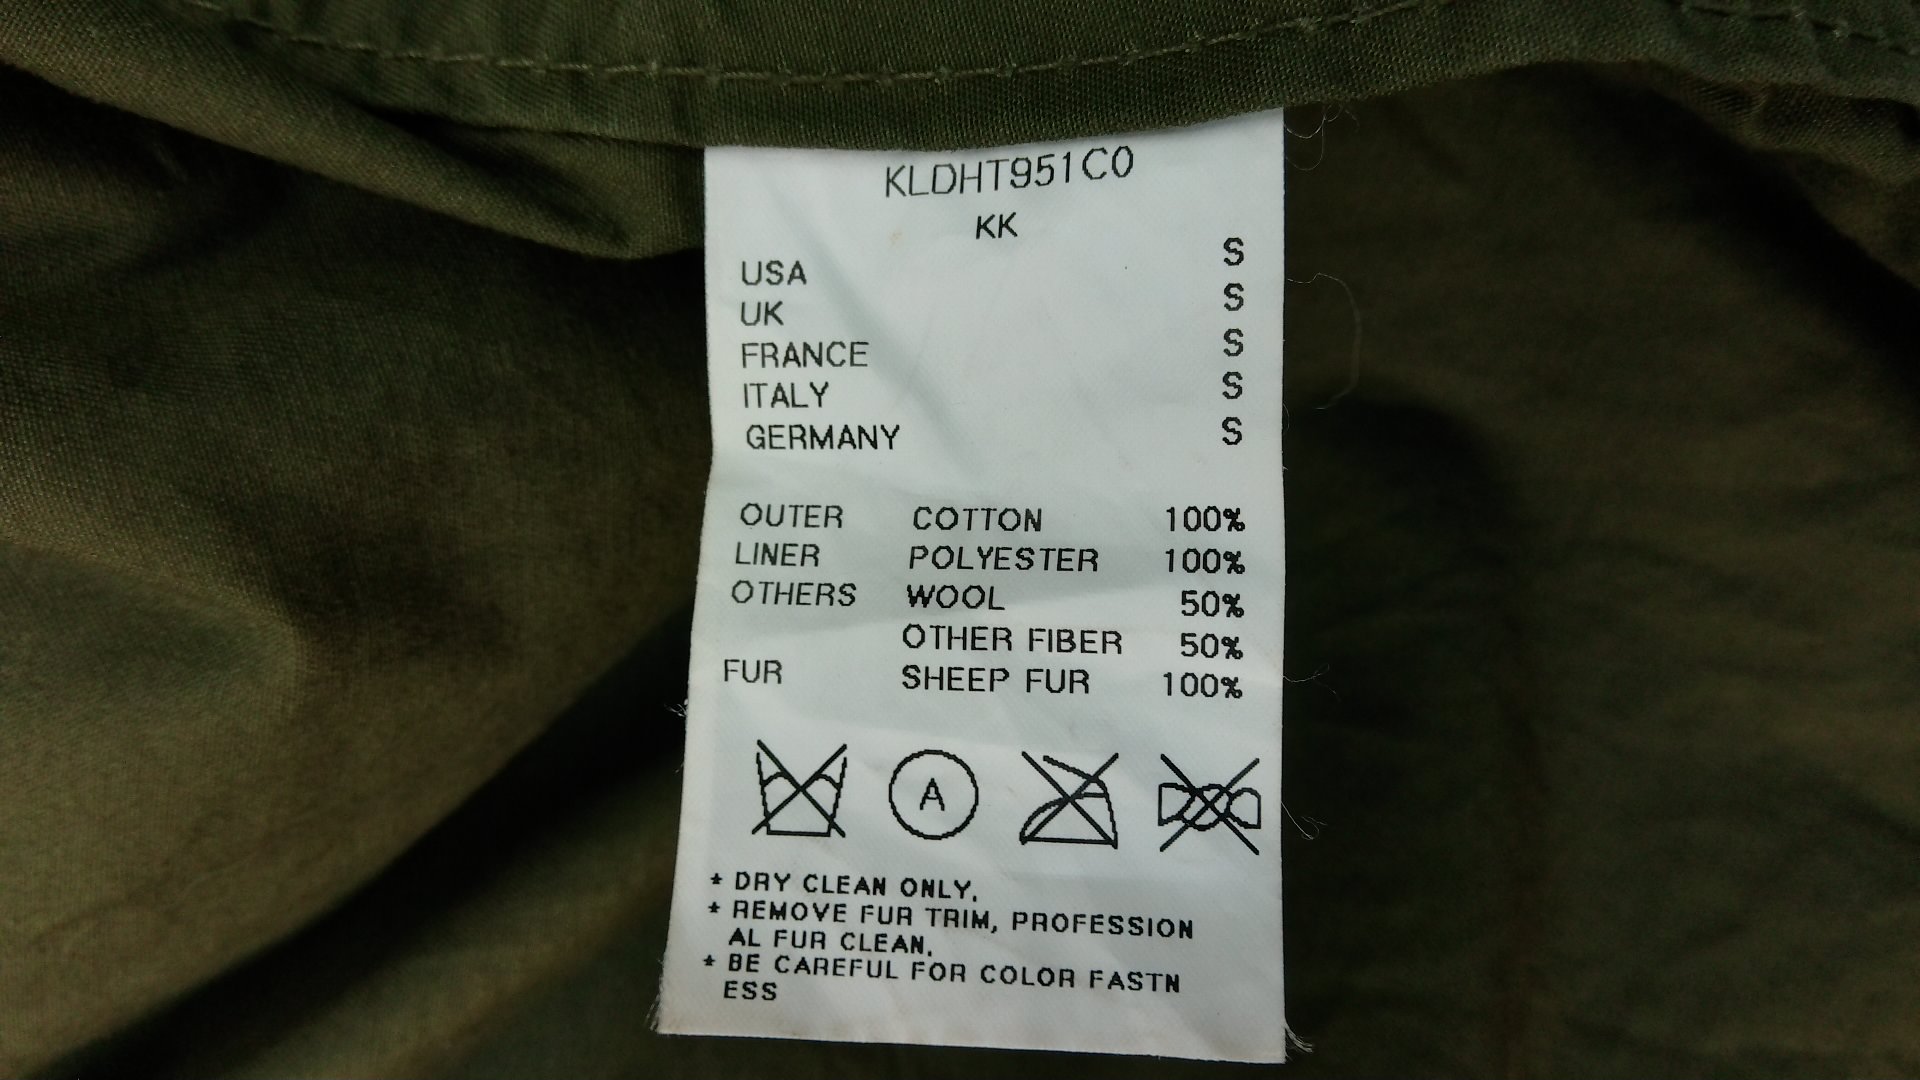 KLDHT951C0
KK
USA S
UK S
FRANCE S
ITALY S
GERMANY S
OUTER COTTON 100%
LINER POLYESTER 100%
OTHERS WOOL 50%
OTHER FIBER 50%
FUR SHEEP FUR 100%
A
* DRY CLEAN ONLY.
* REMOVE FUR TRIM, PROFESSION
AL FUR CLEAN.
* BE CAREFUL FOR COLOR FASTN
ESS